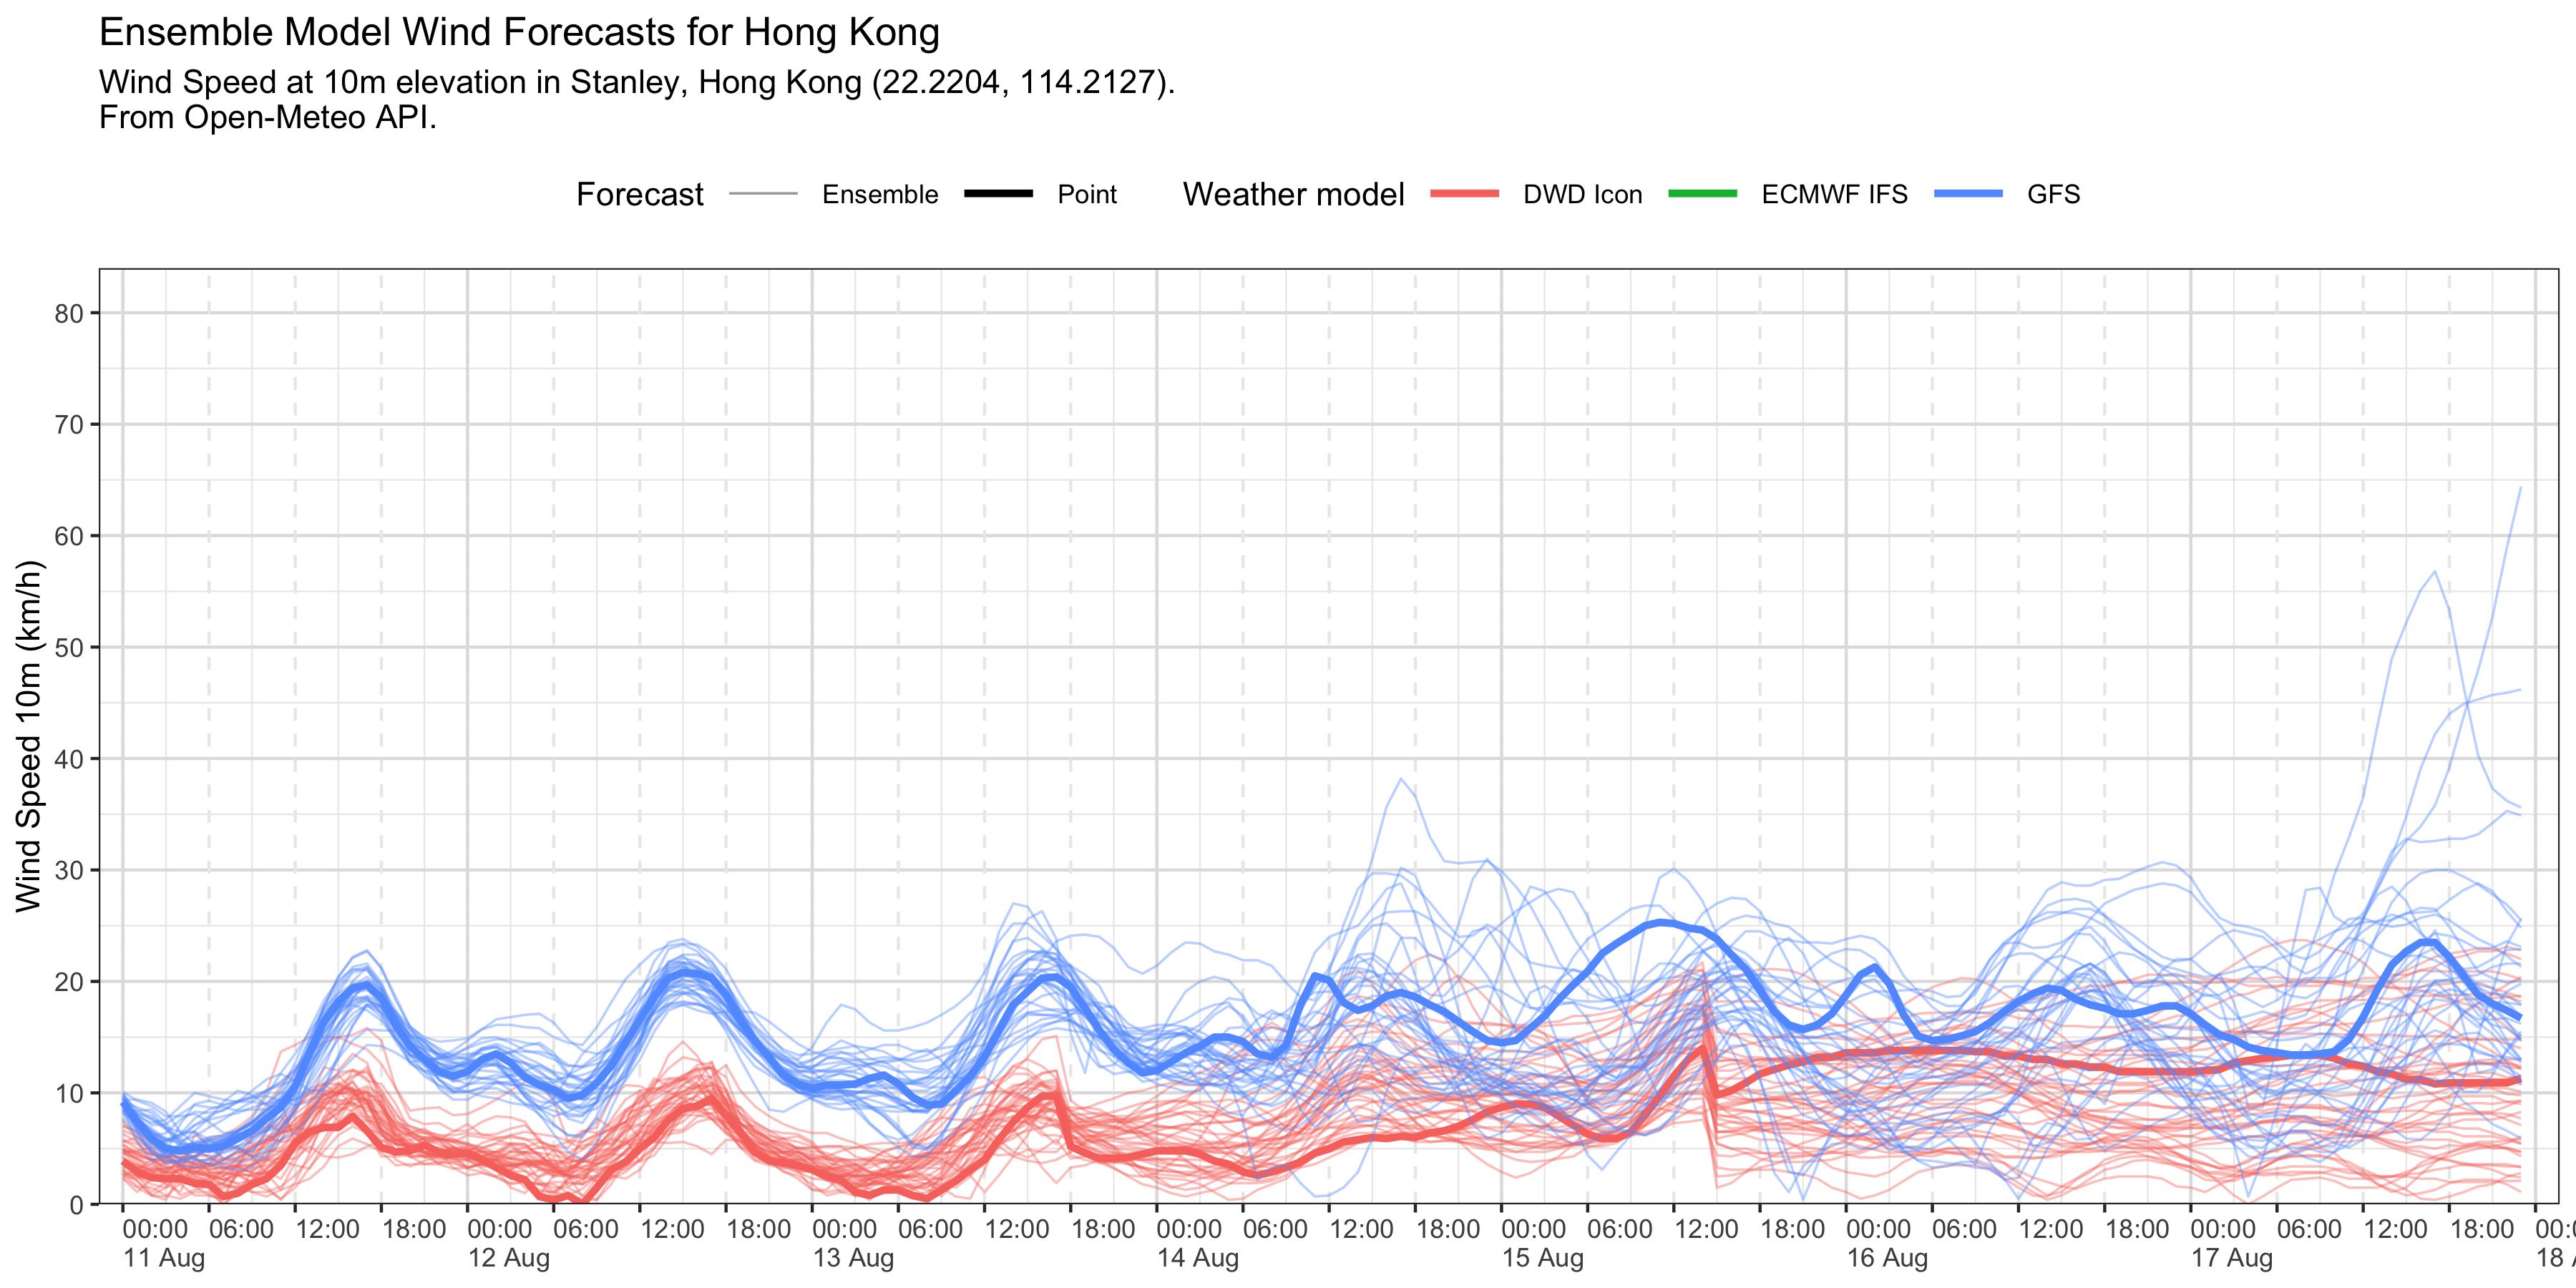 Ensemble Model Wind Forecasts for Hong Kong
Wind Speed at 10m elevation in Stanley, Hong Kong (22.2204, 114.2127).
From Open-Meteo API.
Forecast Ensemble Point Weather model DWD Icon ECMWF IFS GFS
Wind Speed 10m (km/h)
80
70
60
50
40
30
20
10
0
00:00 06:00 12:00 18:00 00:00 06:00 12:00 18:00 00:00 06:00 12:00 18:00 00:00 06:00 12:00 18:00 00:00 06:00 12:00 18:00 00:00 06:00 12:00 18:00 00:00 06:00 12:00 18:00 00:
11 Aug 12 Aug 13 Aug 14 Aug 15 Aug 16 Aug 17 Aug 18